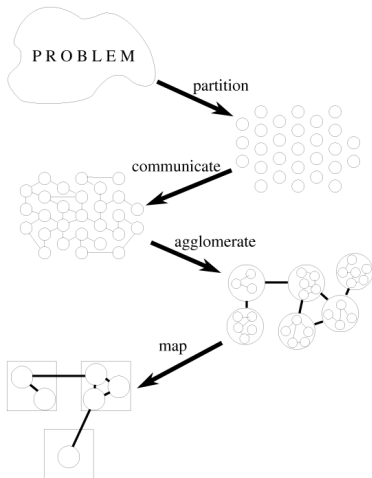 PROBLEM
partition
communicate
agglomerate
map